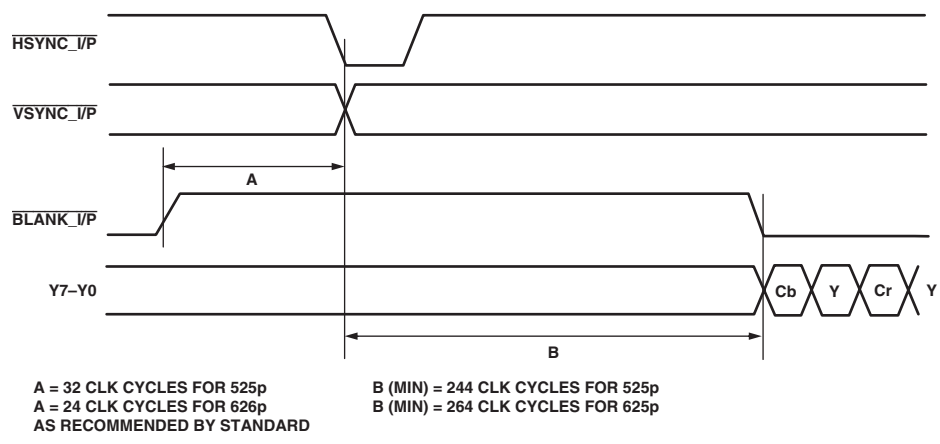 HSYNC_I/P
VSYNC_I/P
A
BLANK_I/P
Y7–Y0
Cb Y Cr Y
B
A = 32 CLK CYCLES FOR 525p
A = 24 CLK CYCLES FOR 626p
AS RECOMMENDED BY STANDARD
B (MIN) = 244 CLK CYCLES FOR 525p
B (MIN) = 264 CLK CYCLES FOR 625p